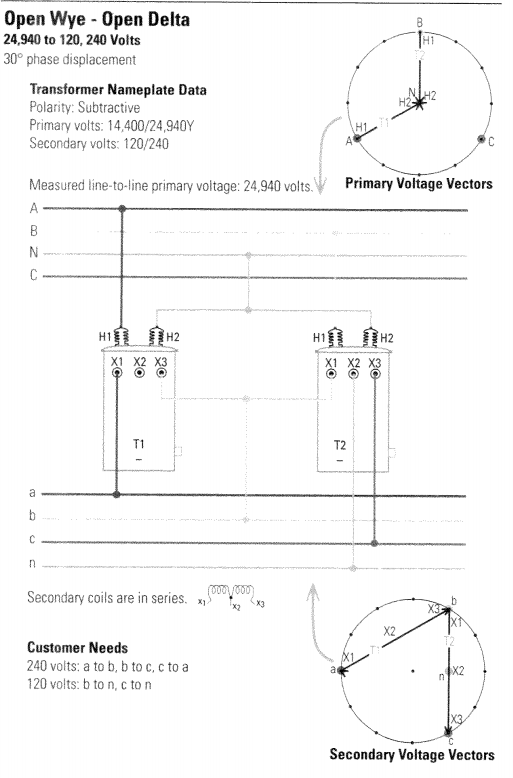 Open Wye - Open Delta
24,940 to 120, 240 Volts
30° phase displacement
Transformer Nameplate Data
Polarity: Subtractive
Primary volts: 14,400/24,940Y
Secondary volts: 120/240
B
H1
T2
N
H2
H2
H1
T1
A
C
Primary Voltage Vectors
Measured line-to-line primary voltage: 24,940 volts.
A
B
N
C
H1 H2 H1 H2
X1 X2 X3 X1 X2 X3
T1 T2
a
b
c
n
Secondary coils are in series. X1 X2 X3
Customer Needs
240 volts: a to b, b to c, c to a
120 volts: b to n, c to n
b
X3
X1
X2
T2
T1
X1
a
n
X2
X3
c
Secondary Voltage Vectors